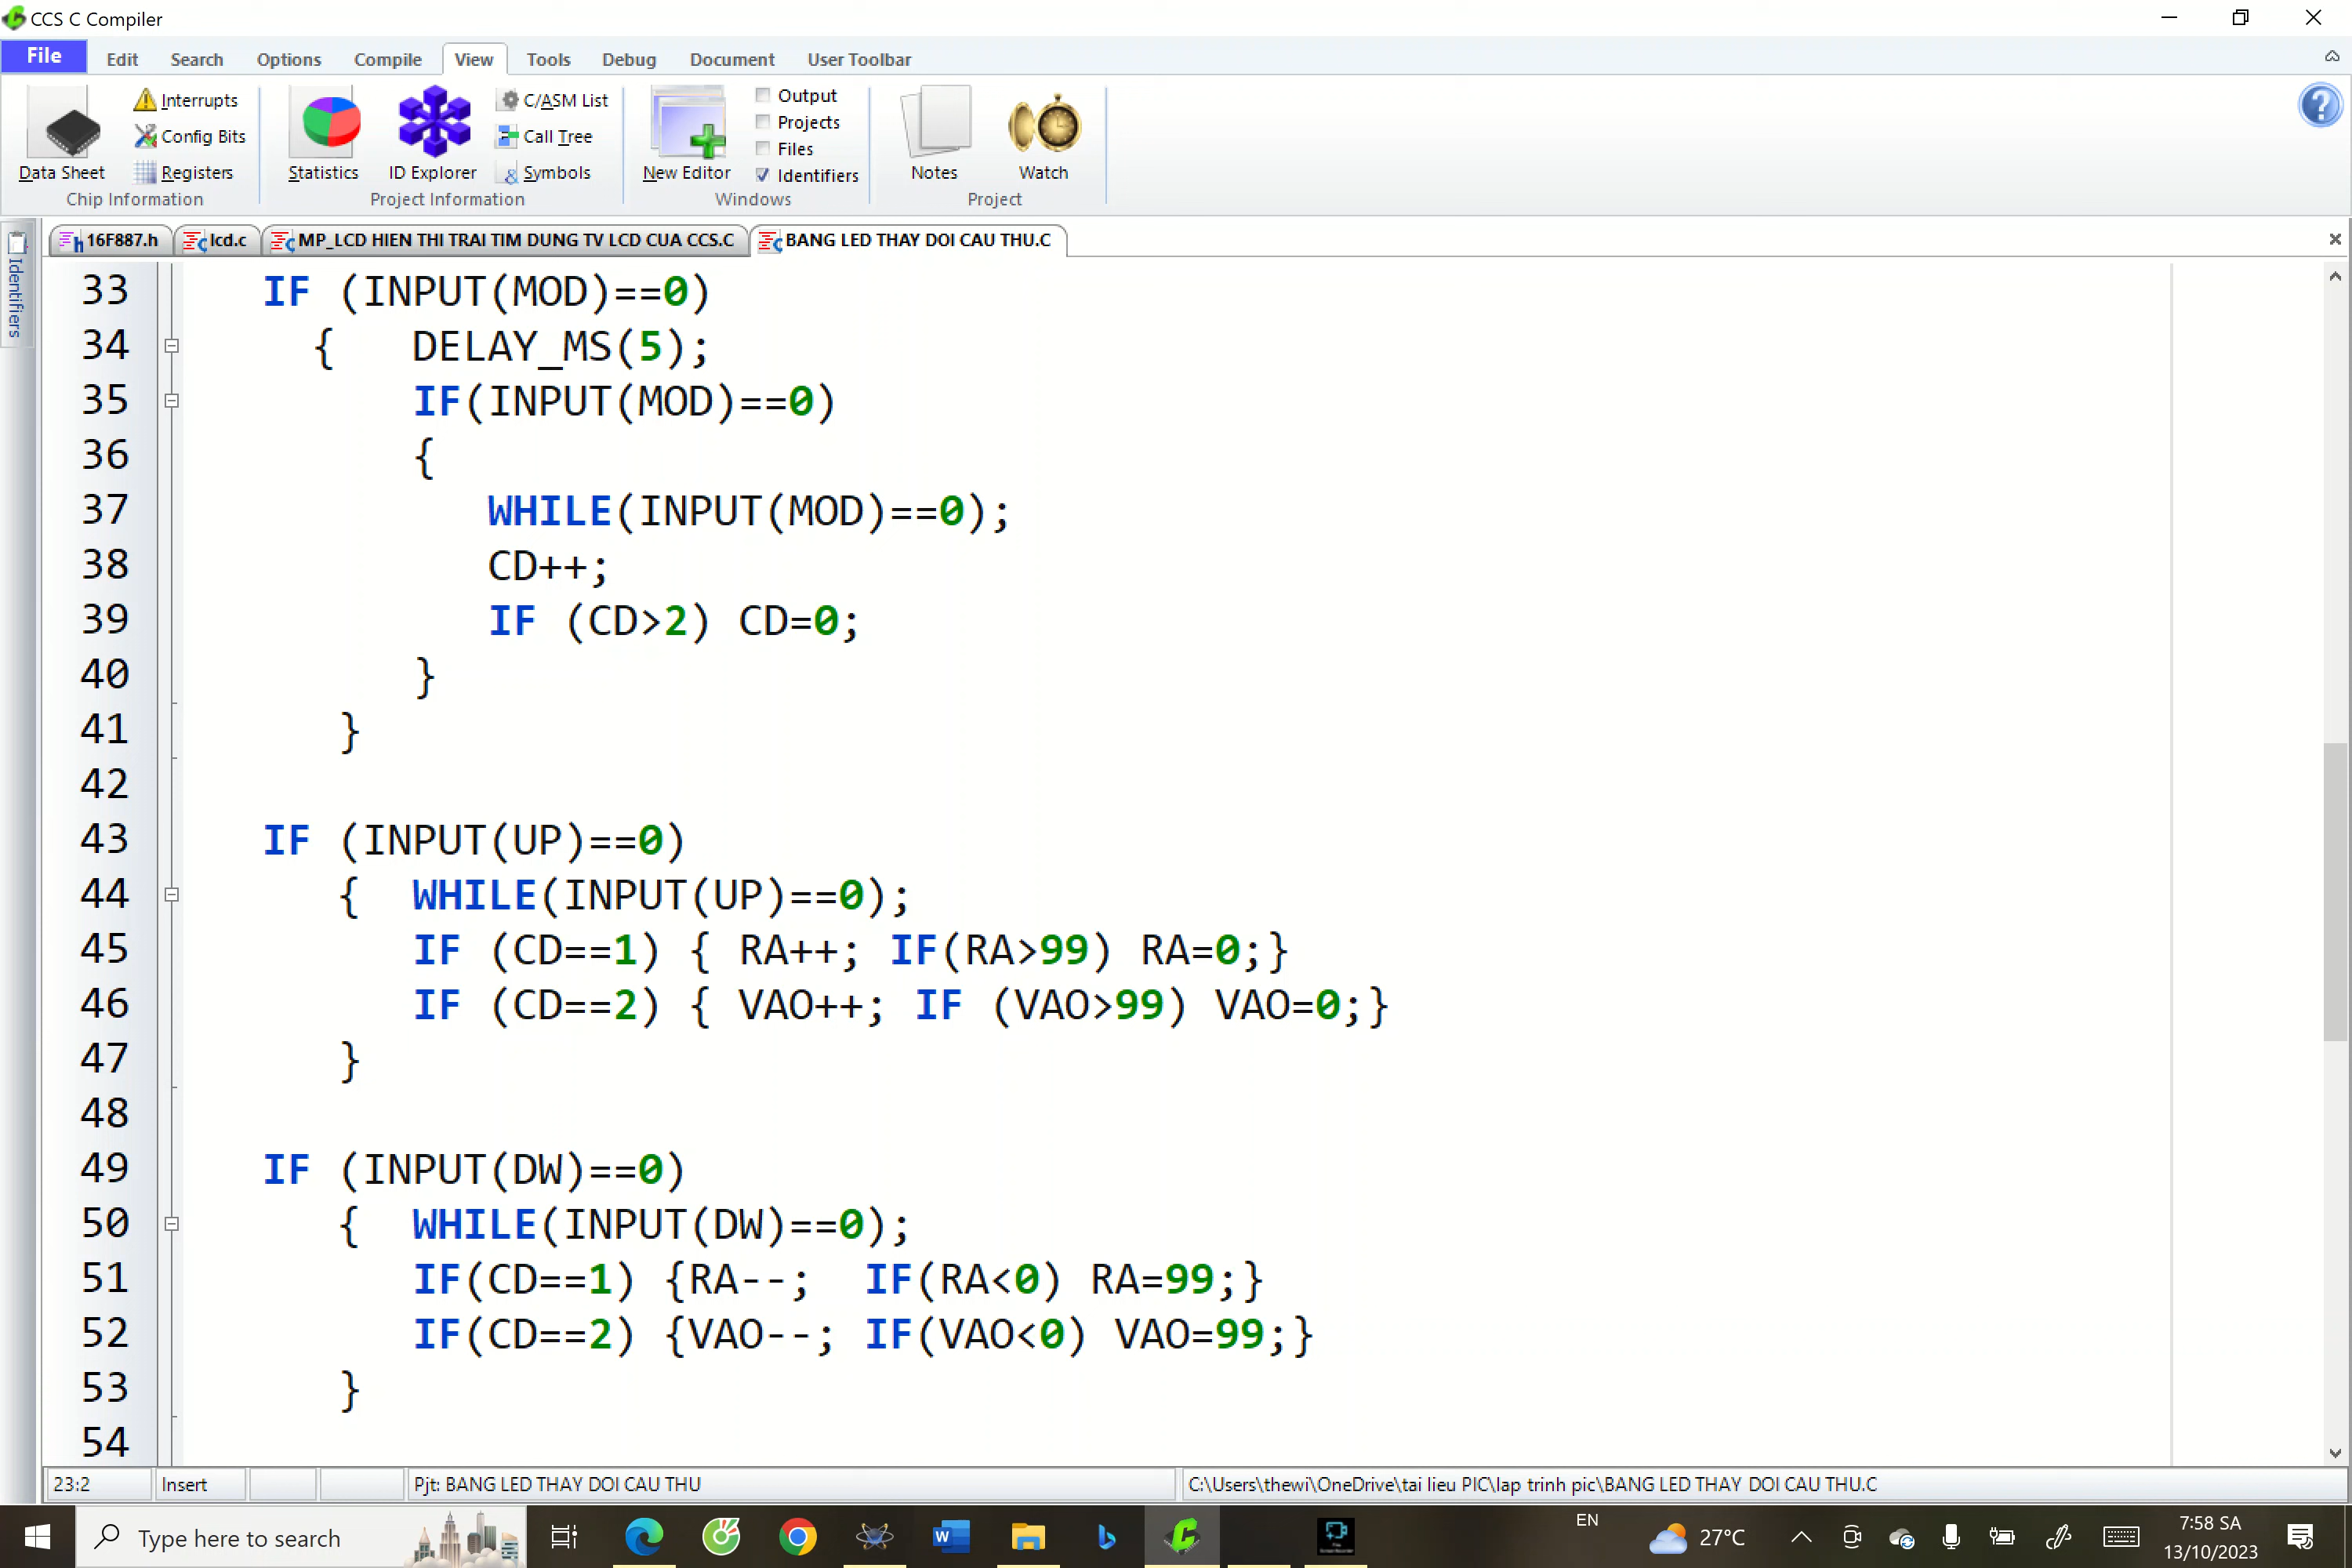 CCS C Compiler
File Edit Search Options Compile View Tools Debug Document User Toolbar
Data Sheet
Interrupts
Config Bits
Registers
Chip Information
Statistics
ID Explorer
C/ASM List
Call Tree
Symbols
Project Information
New Editor
Output
Projects
Files
Identifiers
Windows
Notes
Watch
Project
Identifiers
16F887.h lcd.c MP_LCD HIEN THI TRAI TIM DUNG TV LCD CUA CCS.C BANG LED THAY DOI CAU THU.C
33 IF (INPUT(MOD)==0)
34 { DELAY_MS(5);
35 IF(INPUT(MOD)==0)
36 {
37 WHILE(INPUT(MOD)==0);
38 CD++;
39 IF (CD>2) CD=0;
40 }
41 }
42
43 IF (INPUT(UP)==0)
44 { WHILE(INPUT(UP)==0);
45 IF (CD==1) { RA++; IF(RA>99) RA=0;}
46 IF (CD==2) { VAO++; IF (VAO>99) VAO=0;}
47 }
48
49 IF (INPUT(DW)==0)
50 { WHILE(INPUT(DW)==0);
51 IF(CD==1) {RA--; IF(RA<0) RA=99;}
52 IF(CD==2) {VAO--; IF(VAO<0) VAO=99;}
53 }
54
23:2 Insert Pjt: BANG LED THAY DOI CAU THU C:\Users\thewi\OneDrive\tai lieu PIC\lap trinh pic\BANG LED THAY DOI CAU THU.C
Type here to search
EN
27°C
7:58 SA
13/10/2023